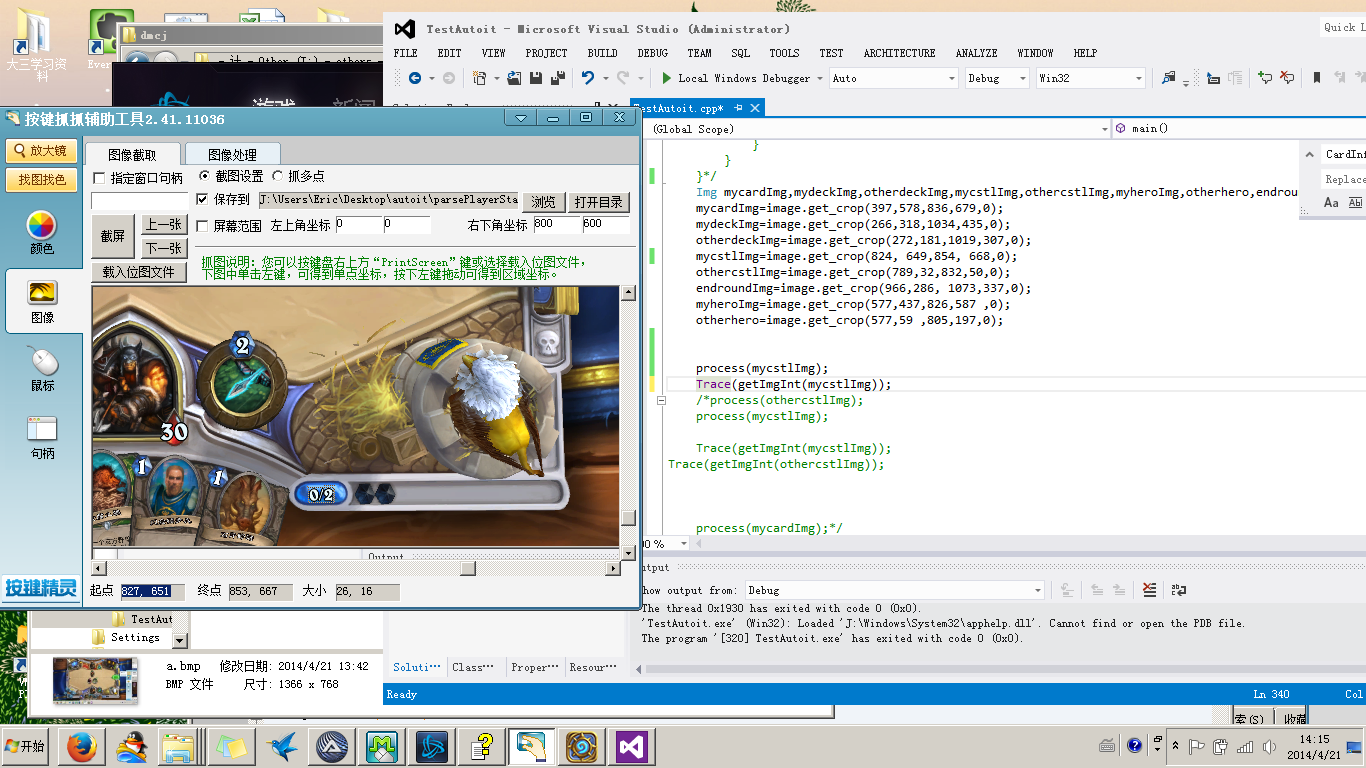 大三学习资料
Ever
dmcj
TestAutoit - Microsoft Visual Studio (Administrator)
Quick L
FILE EDIT VIEW PROJECT BUILD DEBUG TEAM SQL TOOLS TEST ARCHITECTURE ANALYZE WINDOW HELP
Local Windows Debugger Auto Debug Win32
游戏 新闻
TestAutoit.cpp*
(Global Scope) main()
按键抓抓辅助工具2.41.11036
放大镜
找图找色
颜色
图像
鼠标
句柄
按键精灵
图像截取 图像处理
指定窗口句柄 截图设置 抓多点
保存到 J:\Users\Eric\Desktop\autoit\parsePlayerSta 浏览 打开目录
截屏 上一张 屏幕范围 左上角坐标 0 0 右下角坐标 800 600
下一张
载入位图文件
抓图说明：您可以按键盘右上方“PrintScreen”键或选择载入位图文件，
下图中单击左键，可得到单点坐标，按下左键拖动可得到区域坐标。
2
30
1
1
0/2
Output
起点 827, 651 终点 853, 667 大小 26, 16
}
}
}*/
Img mycardImg,mydeckImg,otherdeckImg,mycstlImg,othercstlImg,myheroImg,otherhero,endrou
mycardImg=image.get_crop(397,578,836,679,0);
mydeckImg=image.get_crop(266,318,1034,435,0);
otherdeckImg=image.get_crop(272,181,1019,307,0);
mycstlImg=image.get_crop(824, 649,854, 668,0);
othercstlImg=image.get_crop(789,32,832,50,0);
endroundImg=image.get_crop(966,286, 1073,337,0);
myheroImg=image.get_crop(577,437,826,587 ,0);
otherhero=image.get_crop(577,59 ,805,197,0);
process(mycstlImg);
Trace(getImgInt(mycstlImg));
/*process(othercstlImg);
process(mycstlImg);
Trace(getImgInt(mycstlImg));
Trace(getImgInt(othercstlImg));
process(mycardImg);*/
CardInf
Replace
Aa Ab
00 %
utput
how output from: Debug
The thread 0x1930 has exited with code 0 (0x0).
'TestAutoit.exe' (Win32): Loaded 'J:\Windows\System32\apphelp.dll'. Cannot find or open the PDB file.
The program '[320] TestAutoit.exe' has exited with code 0 (0x0).
TestAut
Settings
a.bmp 修改日期: 2014/4/21 13:42
BMP 文件 尺寸: 1366 x 768
Soluti... Class... Proper... Resour...
Ready Ln 340 Col
索(S) 收藏
开始
14:15
2014/4/21